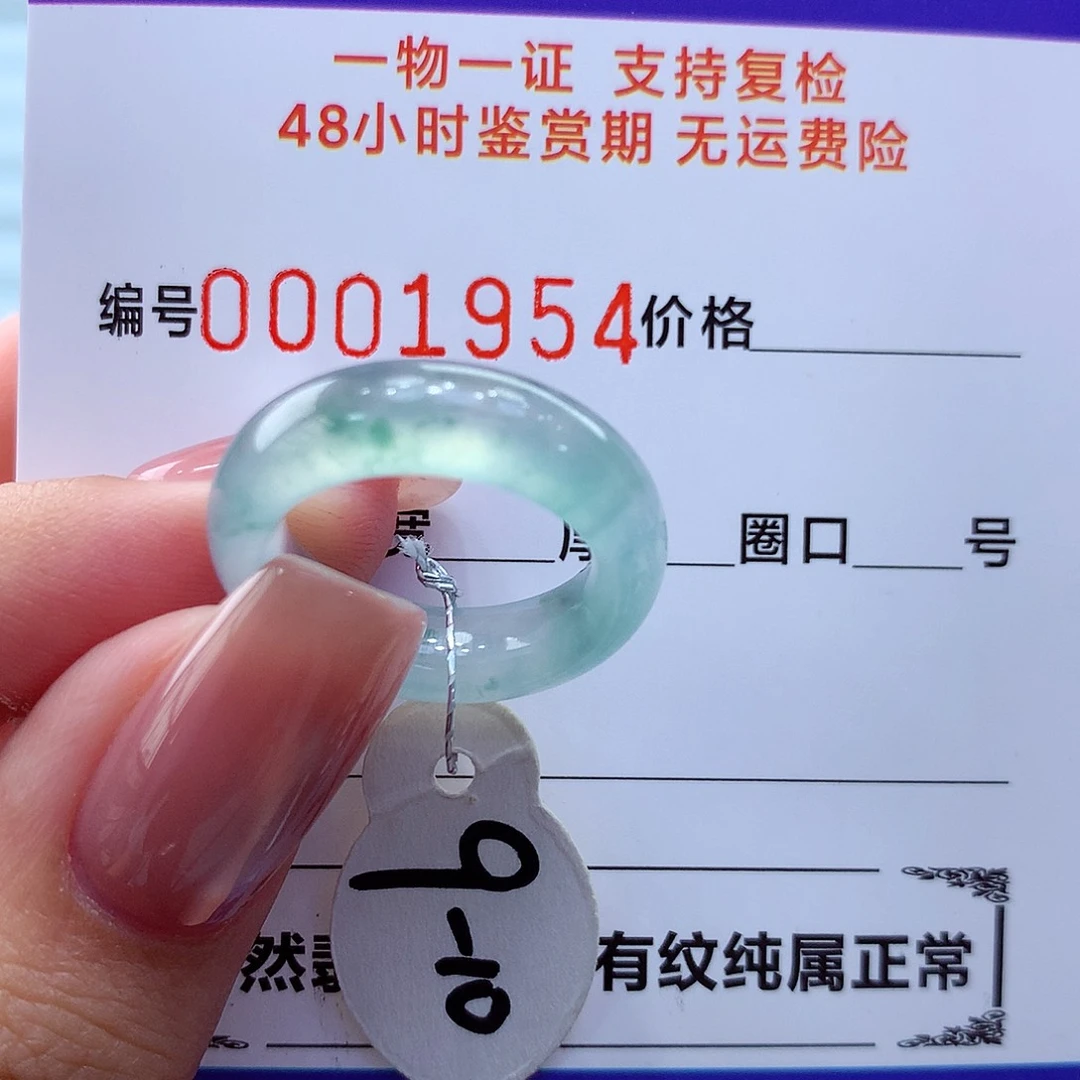 一物一证 支持复检
48小时鉴赏期 无运费险
编号0001954价格
圈口 号
9-10
有纹纯属正常